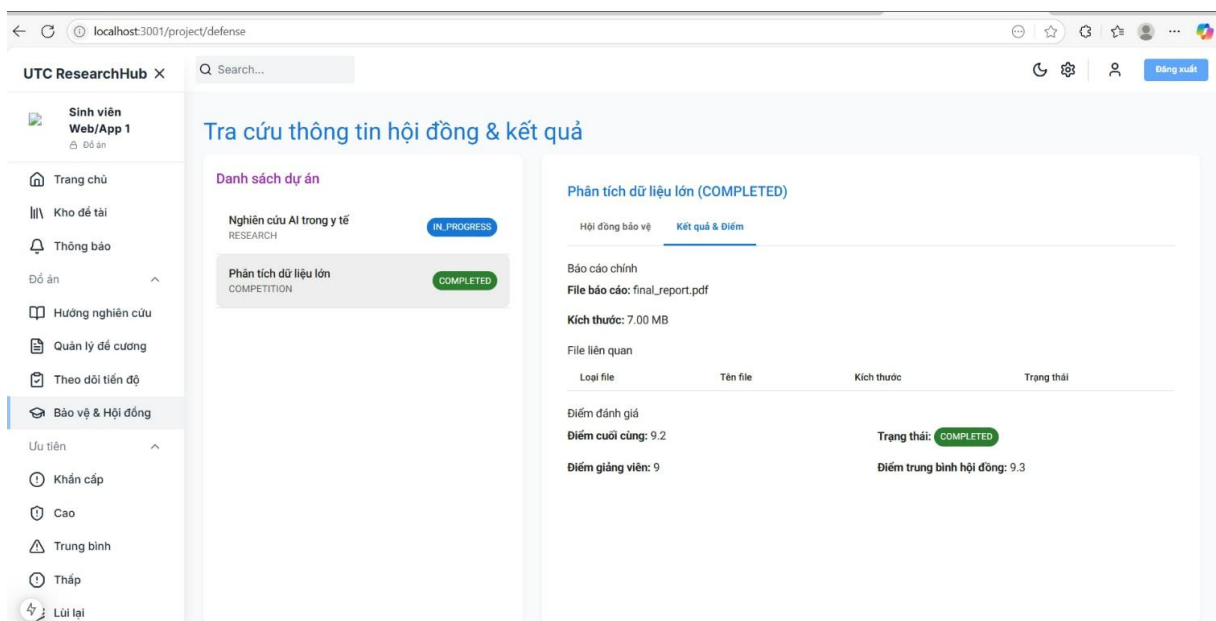 localhost:3001/project/defense
UTC ResearchHub
Search...
Đăng xuất
Sinh viên
Web/App 1
Đồ án
Trang chủ
Kho đề tài
Thông báo
Đồ án
Hướng nghiên cứu
Quản lý đề cương
Theo dõi tiến độ
Bảo vệ & Hội đồng
Ưu tiên
Khẩn cấp
Cao
Trung bình
Thấp
Lùi lại
Tra cứu thông tin hội đồng & kết quả
Danh sách dự án
Nghiên cứu AI trong y tế
RESEARCH
IN_PROGRESS
Phân tích dữ liệu lớn
COMPETITION
COMPLETED
Phân tích dữ liệu lớn (COMPLETED)
Hội đồng bảo vệ Kết quả & Điểm
Báo cáo chính
File báo cáo: final_report.pdf
Kích thước: 7.00 MB
File liên quan
Loại file Tên file Kích thước Trạng thái
Điểm đánh giá
Điểm cuối cùng: 9.2 Trạng thái: COMPLETED
Điểm giảng viên: 9 Điểm trung bình hội đồng: 9.3